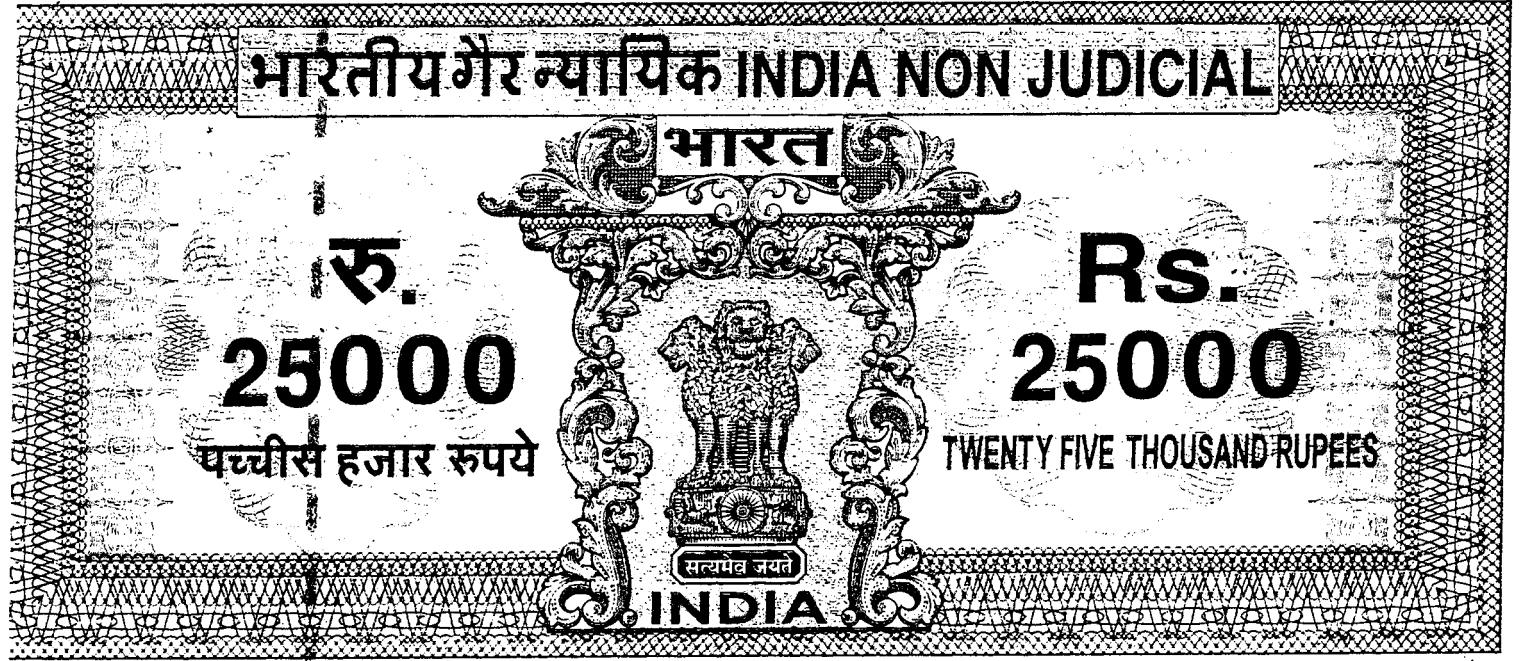 भारतीय गैर न्यायिक INDIA NON JUDICIAL
भारत
रु.
25000
पच्चीस हजार रुपये
Rs.
25000
TWENTY FIVE THOUSAND RUPEES
सत्यमेव जयते
INDIA